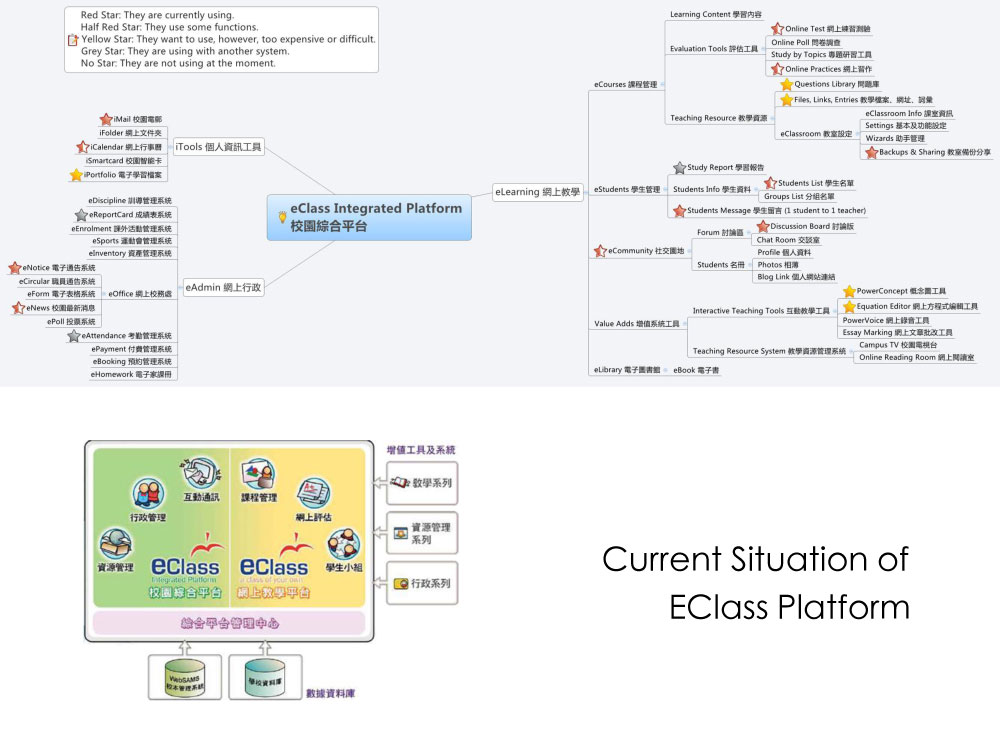 Red Star: They are currently using.
Half Red Star: They use some functions.
Yellow Star: They want to use, however, too expensive or difficult.
Grey Star: They are using with another system.
No Star: They are not using at the moment.
eClass Integrated Platform
校園綜合平台
iTools 個人資訊工具
iMail 校園電郵
iFolder 網上文件夾
iCalendar 網上行事曆
iSmartcard 校園智能卡
iPortfolio 電子學習檔案
eAdmin 網上行政
eDiscipline 訓導管理系統
eReportCard 成績表系統
eEnrolment 課外活動管理系統
eSports 運動會管理系統
eInventory 資產管理系統
eOffice 網上校務處
eNotice 電子通告系統
eCircular 職員通告系統
eForm 電子表格系統
eNews 校園最新消息
ePoll 投票系統
eAttendance 考勤管理系統
ePayment 付費管理系統
eBooking 預約管理系統
eHomework 電子家課冊
eLearning 網上教學
eCourses 課程管理
Learning Content 學習內容
Evaluation Tools 評估工具
Online Test 網上練習測驗
Online Poll 問卷調查
Study by Topics 專題研習工具
Online Practices 網上習作
Teaching Resource 教學資源
Questions Library 問題庫
Files, Links, Entries 教學檔案、網址、詞彙
eClassroom 教室設定
eClassroom Info 課室資訊
Settings 基本及功能設定
Wizards 助手管理
Backups & Sharing 教室備份分享
eStudents 學生管理
Study Report 學習報告
Students Info 學生資料
Students List 學生名單
Groups List 分組名單
Students Message 學生留言 (1 student to 1 teacher)
eCommunity 社交園地
Forum 討論區
Discussion Board 討論版
Chat Room 交談室
Students 名冊
Profile 個人資料
Photos 相簿
Blog Link 個人網站連結
Value Adds 增值系統工具
Interactive Teaching Tools 互動教學工具
PowerConcept 概念圖工具
Equation Editor 網上方程式編輯工具
PowerVoice 網上錄音工具
Essay Marking 網上文章批改工具
Teaching Resource System 教學資源管理系統
Campus TV 校園電視台
Online Reading Room 網上閱讀室
eLibrary 電子圖書館
eBook 電子書
增值工具及系統
數學系列
資源管理
系列
行政系列
互動通訊
課程管理
行政管理
網上評估
資源管理
學生小組
eClass
Integrated Platform
校園綜合平台
eClass
a class of your own
網上教學平台
綜合平台管理中心
WebSAMS
校本管理系統
學校資料庫
數據資料庫
Current Situation of
EClass Platform